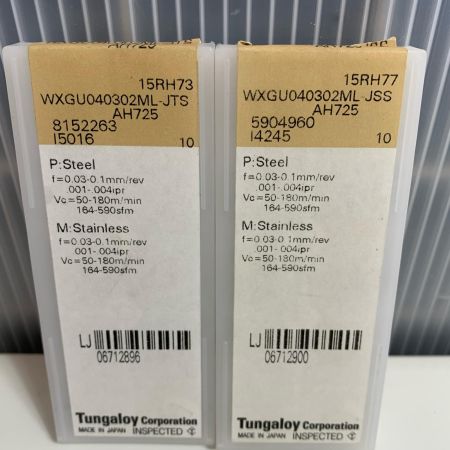 AH725
15RH73
WXGU040302ML-JTS
AH725
8152263
I5016 10
P:Steel
f=0.03-0.1mm/rev
.001-.004ipr
Vc=50-180m/min
164-590sfm
M:Stainless
f=0.03-0.1mm/rev
.001-.004ipr
Vc=50-180m/min
164-590sfm
LJ
06712896
Tungaloy Corporation
MADE IN JAPAN INSPECTED
15RH77
WXGU040302ML-JSS
AH725
5904960
I4245 10
P:Steel
f=0.03-0.1mm/rev
.001-.004ipr
Vc=50-180m/min
164-590sfm
M:Stainless
f=0.03-0.1mm/rev
.001-.004ipr
Vc=50-180m/min
164-590sfm
LJ
06712900
Tungaloy Corporation
MADE IN JAPAN INSPECTED